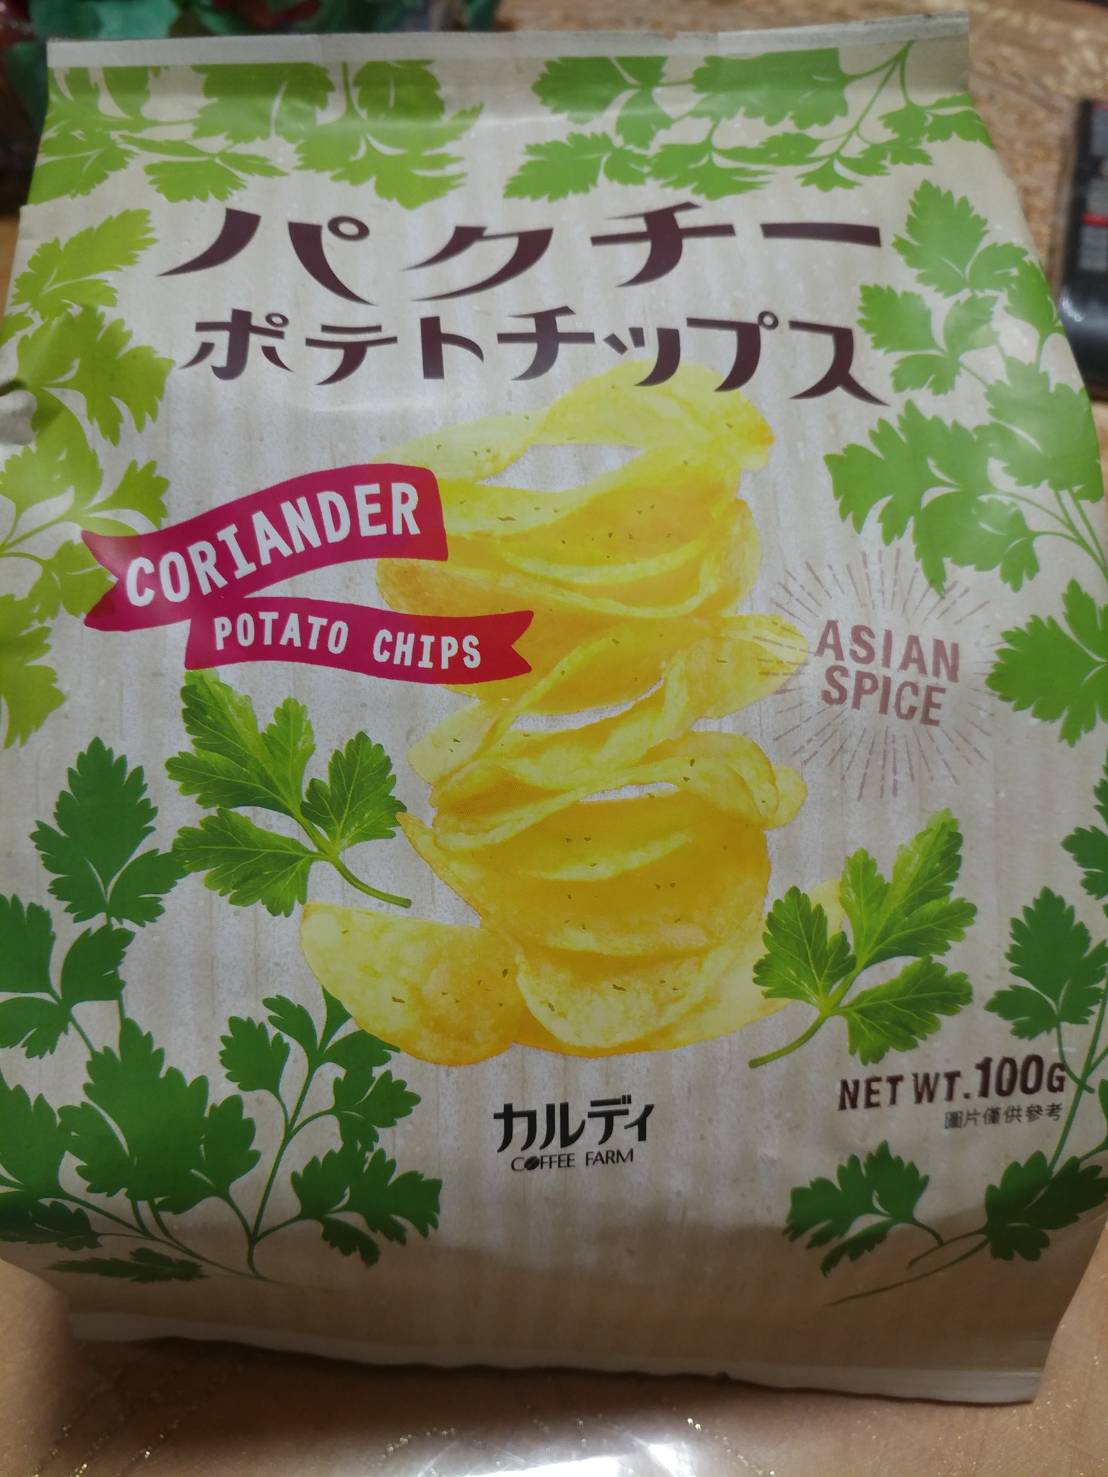 パクチー
ポテトチップス
CORIANDER
POTATO CHIPS
ASIAN
SPICE
NET WT.100G
圖片僅供參考
カルディ
COFFEE FARM